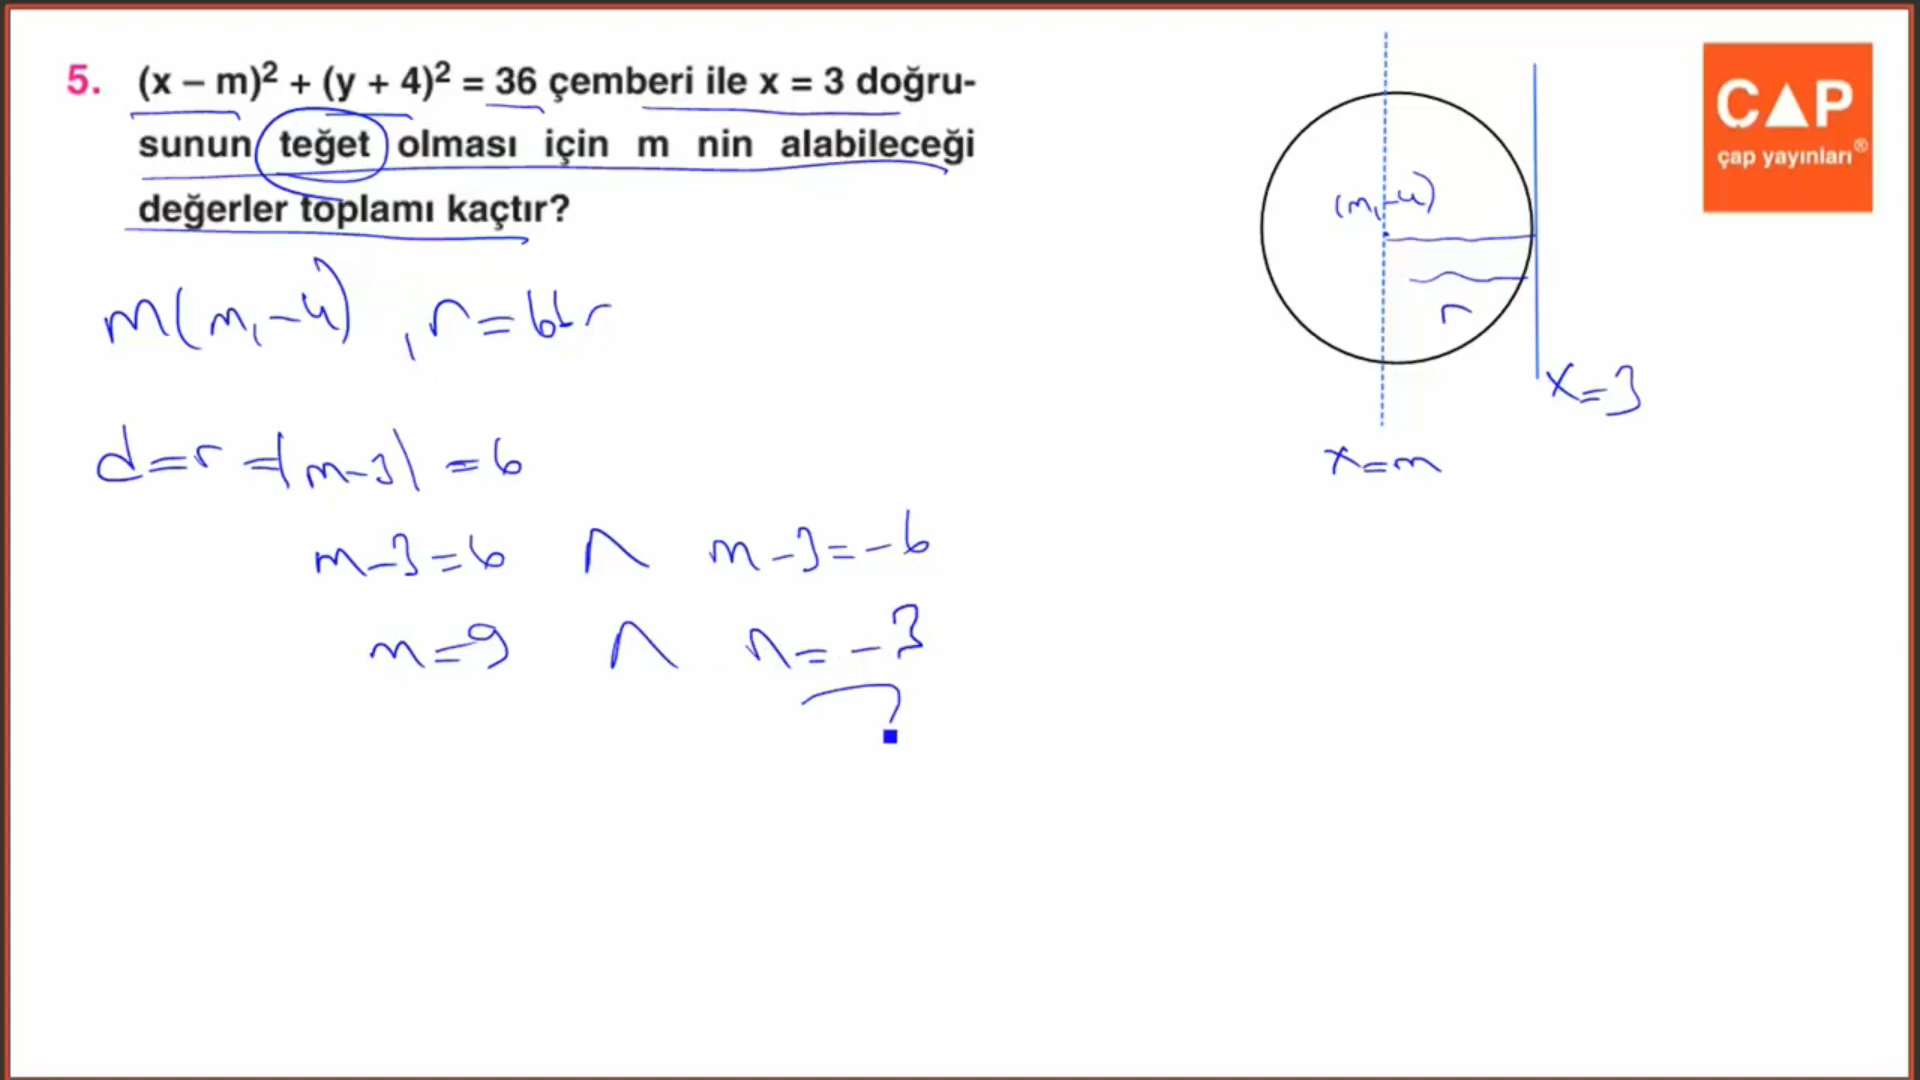 5. (x – m)² + (y + 4)² = 36 çemberi ile x = 3 doğru-
sunun teğet olması için m nin alabileceği
değerler toplamı kaçtır?
m(m, -4) , r = 6br
d = r = |m-3| = 6
m-3=6 ∧ m-3=-6
m=9 ∧ m=-3
?
(m, -4)
r
x=3
x=m
ÇAP
çap yayınları®